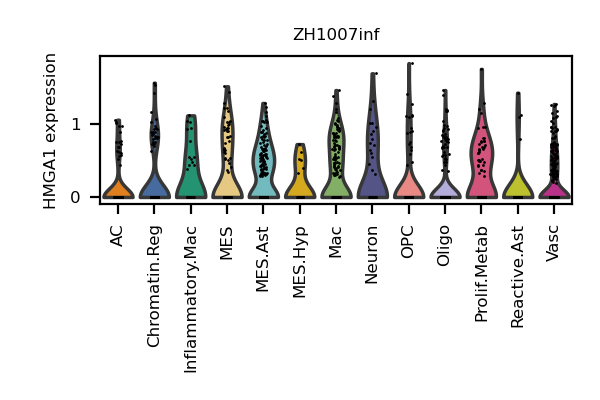 ZH1007inf
HMGA1 expression
1
0
AC
Chromatin.Reg
Inflammatory.Mac
MES
MES.Ast
MES.Hyp
Mac
Neuron
OPC
Oligo
Prolif.Metab
Reactive.Ast
Vasc